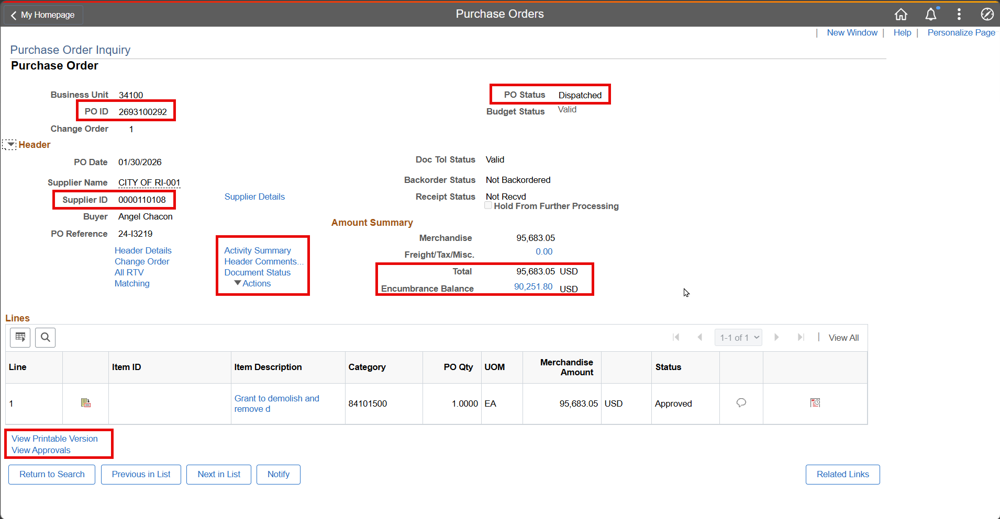 My Homepage
Purchase Orders
| New Window | Help | Personalize Page
Purchase Order Inquiry
Purchase Order
Business Unit 34100
PO Status Dispatched
PO ID 2693100292
Budget Status Valid
Change Order 1
Header
PO Date 01/30/2026
Doc Tol Status Valid
Supplier Name CITY OF RI-001
Backorder Status Not Backordered
Supplier ID 0000110108
Supplier Details
Receipt Status Not Recvd
Hold From Further Processing
Buyer Angel Chacon
Amount Summary
PO Reference 24-I3219
Merchandise 95,683.05
Header Details
Activity Summary
Freight/Tax/Misc. 0.00
Change Order
Header Comments...
All RTV
Document Status
Total 95,683.05 USD
Matching
Actions
Encumbrance Balance 90,251.80 USD
Lines
1-1 of 1 | View All
Line Item ID Item Description Category PO Qty UOM Merchandise Amount Status
1 Grant to demolish and remove d 84101500 1.0000 EA 95,683.05 USD Approved
View Printable Version
View Approvals
Return to Search Previous in List Next in List Notify Related Links